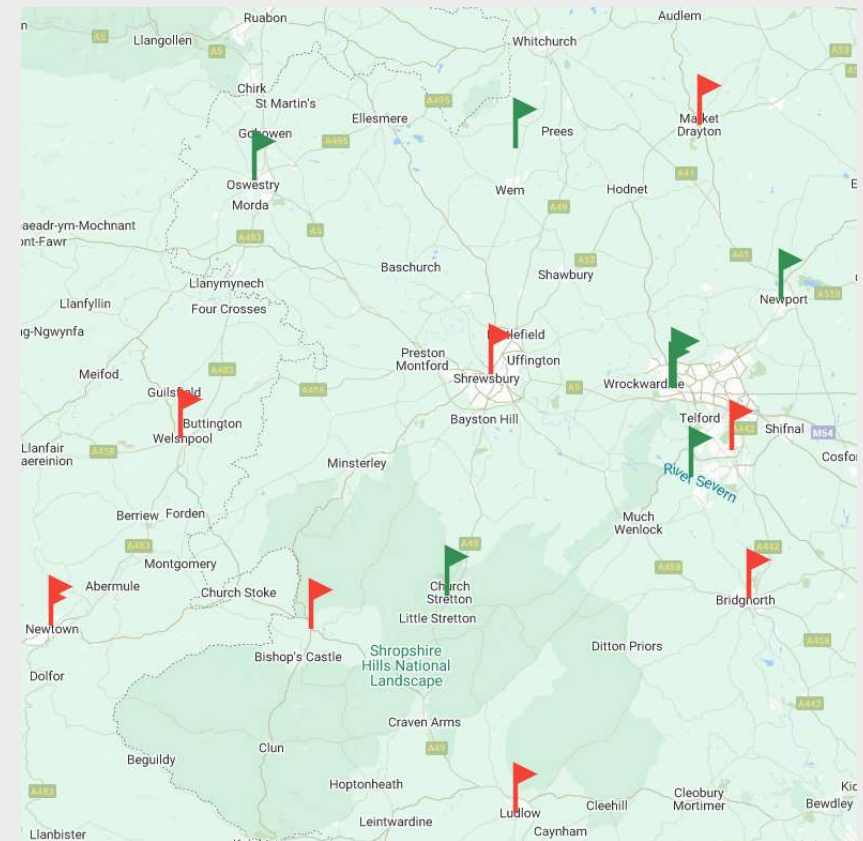 Ruabon
Audlem
Llangollen
A5
A5
Whitchurch
A53
Chirk
St Martin's
Ellesmere
A495
Gobowen
A495
Prees
Market
Drayton
Oswestry
Wem
Hodnet
A41
Morda
A49
aeadr-ym-Mochnant
ont-Fawr
A483
A5
Baschurch
A53
Shawbury
A41
Llanymynech
Newport
A519
Llanfyllin
Four Crosses
ng-Ngwynfa
Preston
Montford
Uffington
Meifod
A483
Shrewsbury
Wrockwardine
A458
A5
Buttington
Bayston Hill
Telford
Welshpool
A442
Shifnal
M54
Llanfair
aereinion
A458
Minsterley
Cosfo
River Severn
Berriew
Forden
Much
Wenlock
A483
A49
A442
Montgomery
A458
Abermule
Church Stoke
Church
Stretton
Bridgnorth
Newtown
Little Stretton
A458
Bishop's Castle
Shropshire
Hills National
Landscape
Ditton Priors
Dolfor
A442
Craven Arms
Clun
A49
Beguildy
Hoptonheath
A483
Cleobury
Mortimer
Bewdley
Ludlow
Cleehill
Leintwardine
Caynham
Llanbister